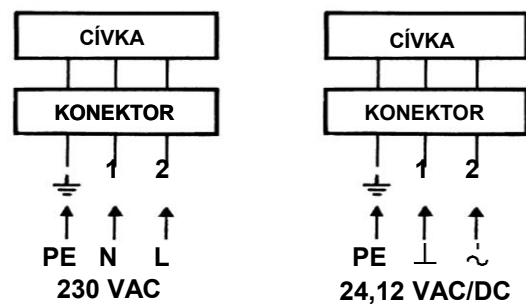 CÍVKA
KONEKTOR
1 2
PE N L
230 VAC
CÍVKA
KONEKTOR
1 2
PE
24,12 VAC/DC